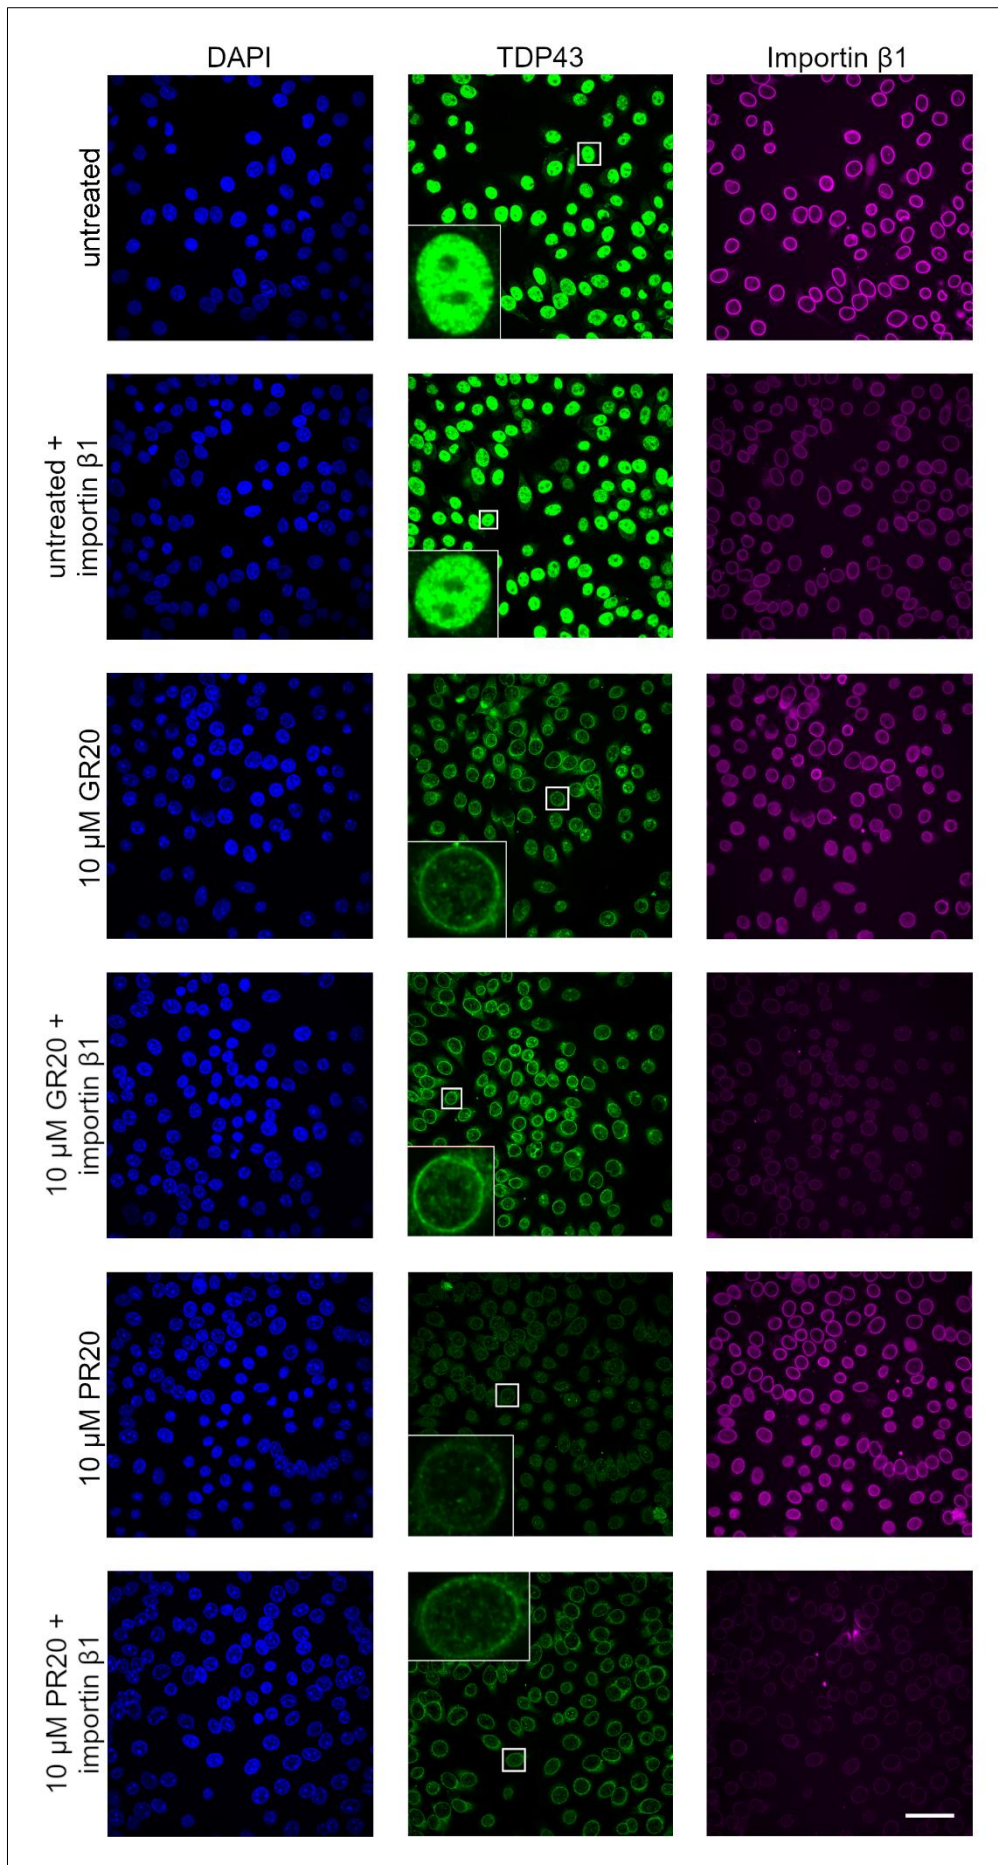 DAPI TDP43 Importin β1
untreated
untreated +
importin β1
10 µM GR20
10 µM GR20 +
importin β1
10 µM PR20
10 µM PR20 +
importin β1